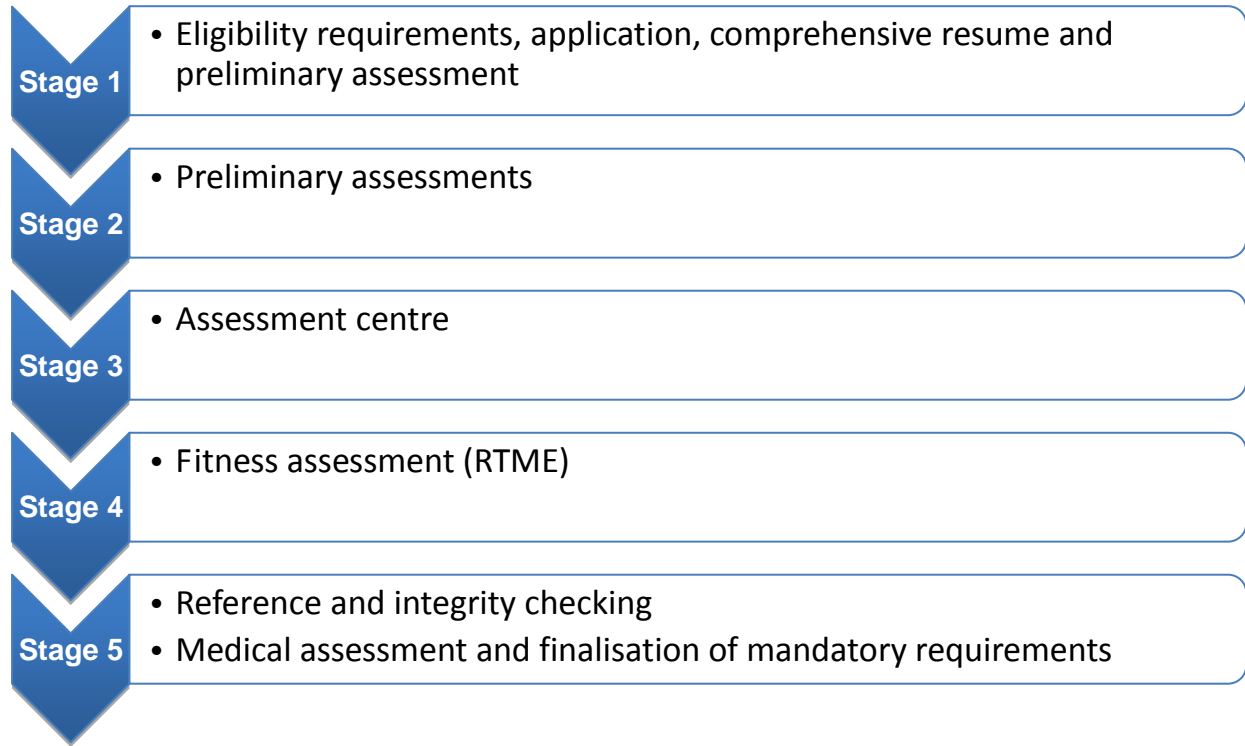 Stage 1
• Eligibility requirements, application, comprehensive resume and
preliminary assessment
Stage 2
• Preliminary assessments
Stage 3
• Assessment centre
Stage 4
• Fitness assessment (RTME)
Stage 5
• Reference and integrity checking
• Medical assessment and finalisation of mandatory requirements